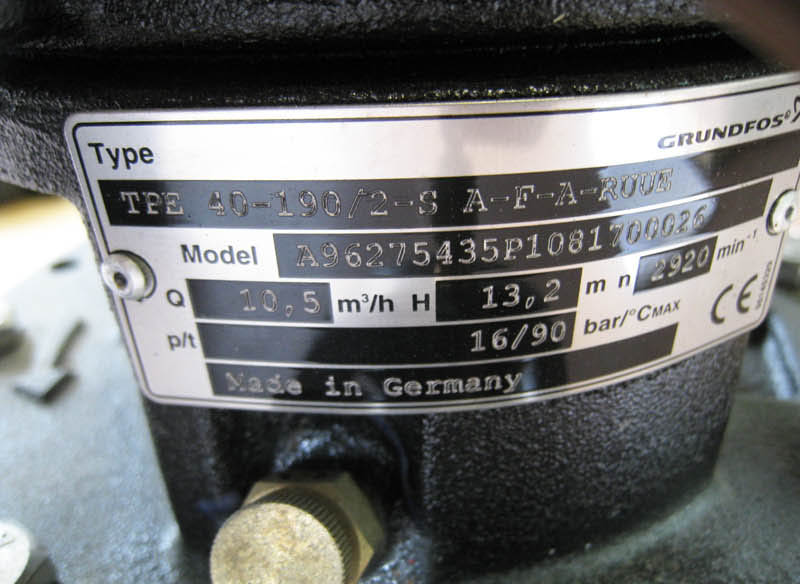 GRUNDFOS
Type
TPE 40-190/2-S A-F-A-RUUE
Model A96275435P1081700026
Q 10,5 m³/h H 13,2 m n 2920 min⁻¹
p/t 16/90 bar/°CMAX CE
Made in Germany